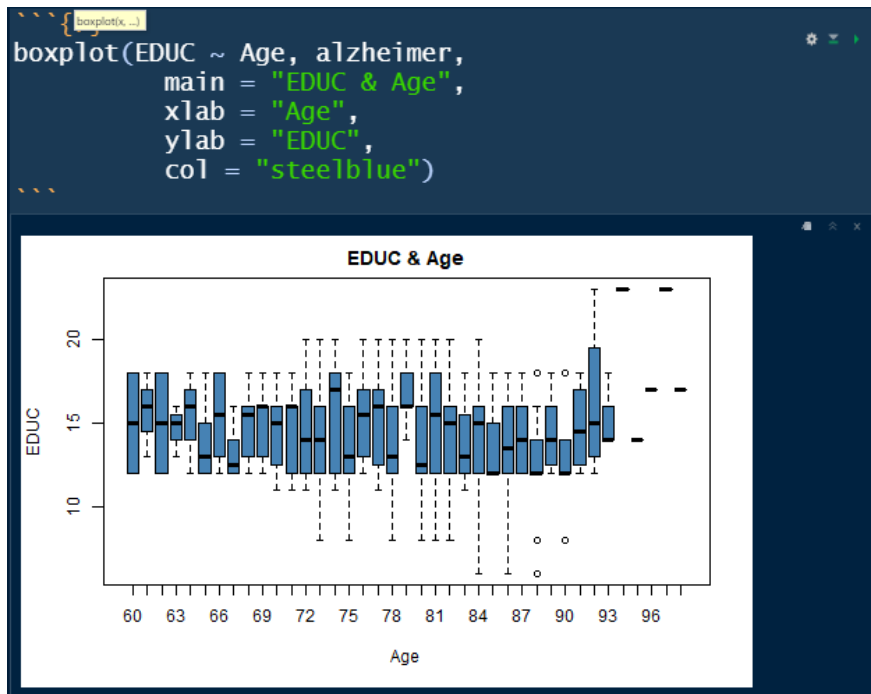 ```{
boxplot(x, ...)
boxplot(EDUC ~ Age, alzheimer,
main = "EDUC & Age",
xlab = "Age",
ylab = "EDUC",
col = "steelblue")
```
EDUC & Age
20
15
10
EDUC
60 63 66 69 72 75 78 81 84 87 90 93 96
Age